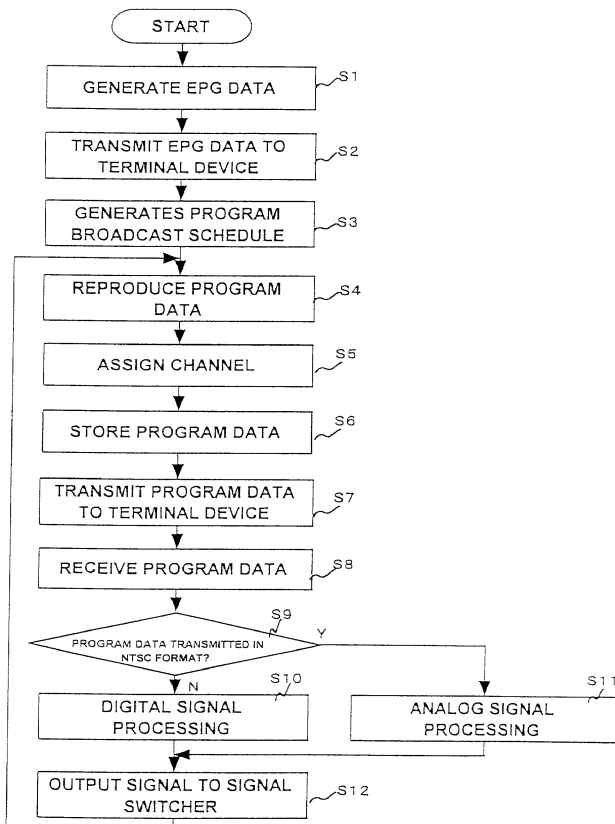 START
GENERATE EPG DATA
S1
TRANSMIT EPG DATA TO
TERMINAL DEVICE
S2
GENERATES PROGRAM
BROADCAST SCHEDULE
S3
REPRODUCE PROGRAM
DATA
S4
ASSIGN CHANNEL
S5
STORE PROGRAM DATA
S6
TRANSMIT PROGRAM DATA
TO TERMINAL DEVICE
S7
RECEIVE PROGRAM DATA
S8
S9
PROGRAM DATA TRANSMITTED IN
NTSC FORMAT?
Y
N
S10
DIGITAL SIGNAL
PROCESSING
S11
ANALOG SIGNAL
PROCESSING
OUTPUT SIGNAL TO SIGNAL
SWITCHER
S12